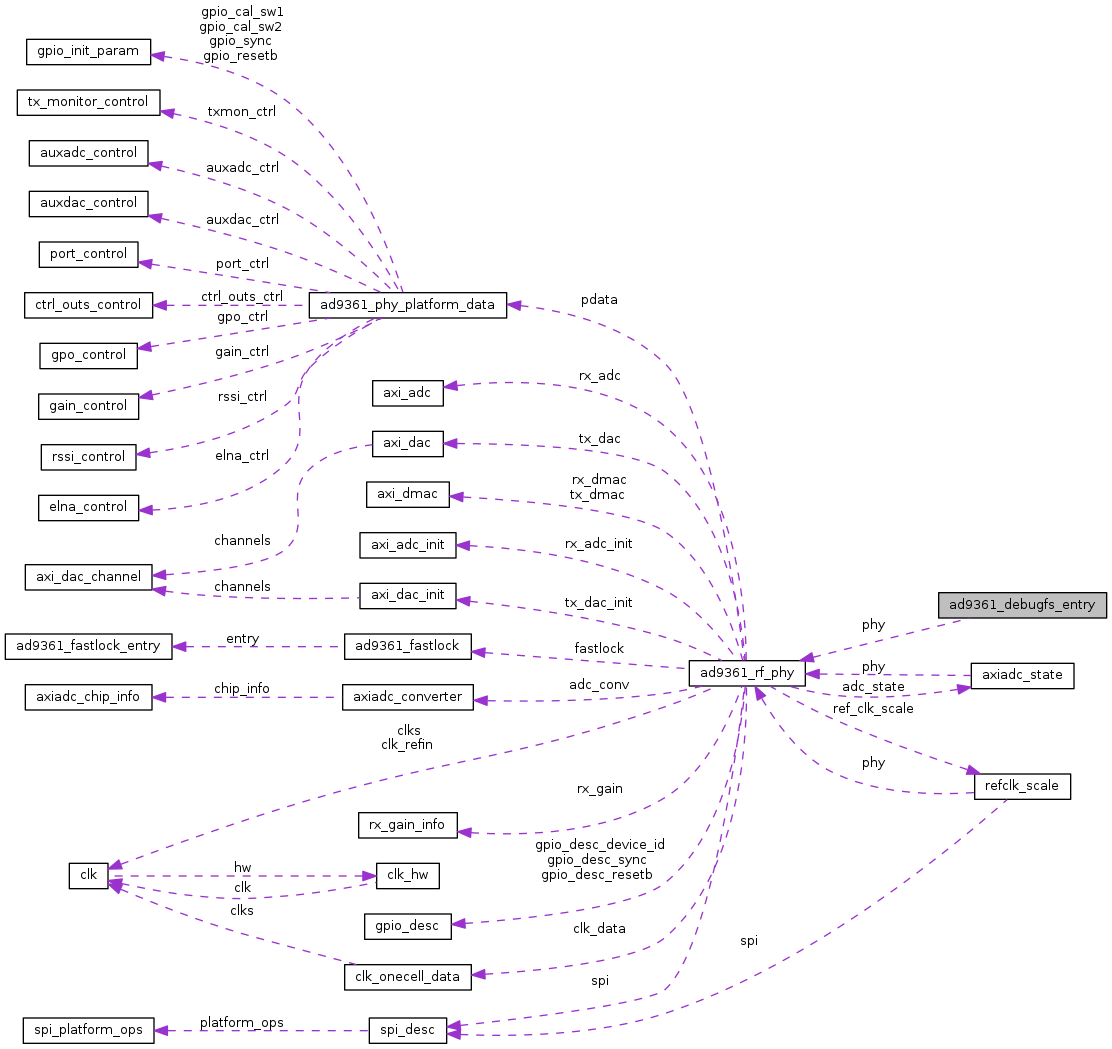 gpio_cal_sw1
gpio_cal_sw2
gpio_sync
gpio_resetb
gpio_init_param
tx_monitor_control
txmon_ctrl
auxadc_control
auxadc_ctrl
auxdac_control
auxdac_ctrl
port_control
port_ctrl
ctrl_outs_control
ctrl_outs_ctrl
ad9361_phy_platform_data
pdata
gpo_ctrl
gpo_control
gain_ctrl
gain_control
rssi_ctrl
rssi_control
elna_ctrl
elna_control
axi_adc
rx_adc
axi_dac
tx_dac
axi_dmac
rx_dmac
tx_dmac
channels
axi_adc_init
rx_adc_init
axi_dac_channel
channels
axi_dac_init
tx_dac_init
ad9361_debugfs_entry
phy
ad9361_fastlock_entry
entry
ad9361_fastlock
fastlock
ad9361_rf_phy
phy
axiadc_state
adc_state
axiadc_chip_info
chip_info
axiadc_converter
adc_conv
ref_clk_scale
clks
clk_refin
phy
refclk_scale
rx_gain
rx_gain_info
gpio_desc_device_id
gpio_desc_sync
gpio_desc_resetb
clk
hw
clk_hw
clk
clks
gpio_desc
clk_data
spi
clk_onecell_data
spi
spi_platform_ops
platform_ops
spi_desc